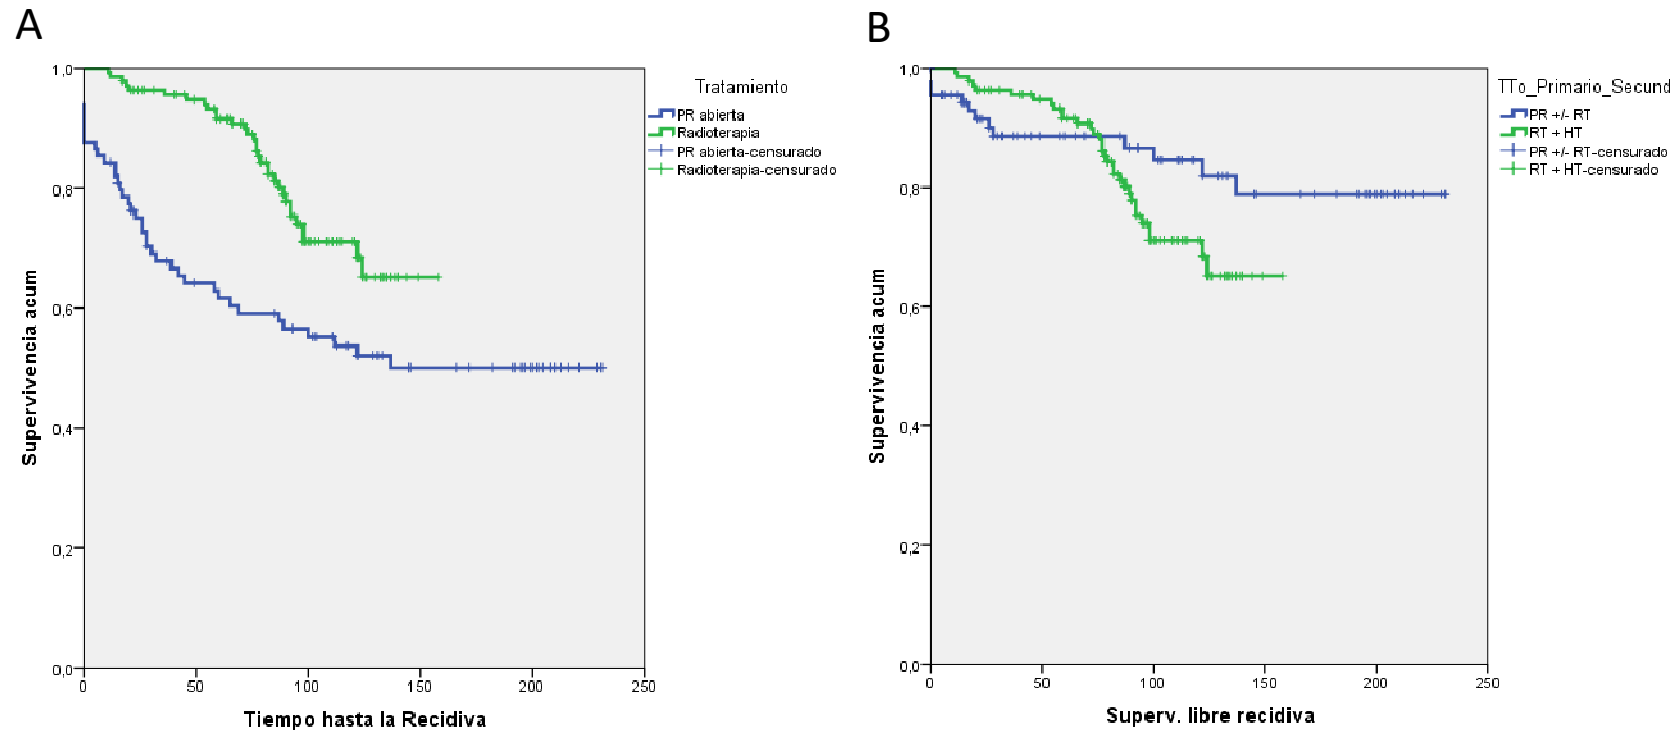 A
Supervivencia acum
1,0
0,8
0,6
0,4
0,2
0,0
0
50
100
150
200
250
Tiempo hasta la Recidiva
Tratamiento
PR abierta
Radioterapia
PR abierta-censurado
Radioterapia-censurado
B
Supervivencia acum
1,0
0,8
0,6
0,4
0,2
0,0
0
50
100
150
200
250
Superv. libre recidiva
TTo_Primario_Secund
PR +/- RT
RT + HT
PR +/- RT-censurado
RT + HT-censurado